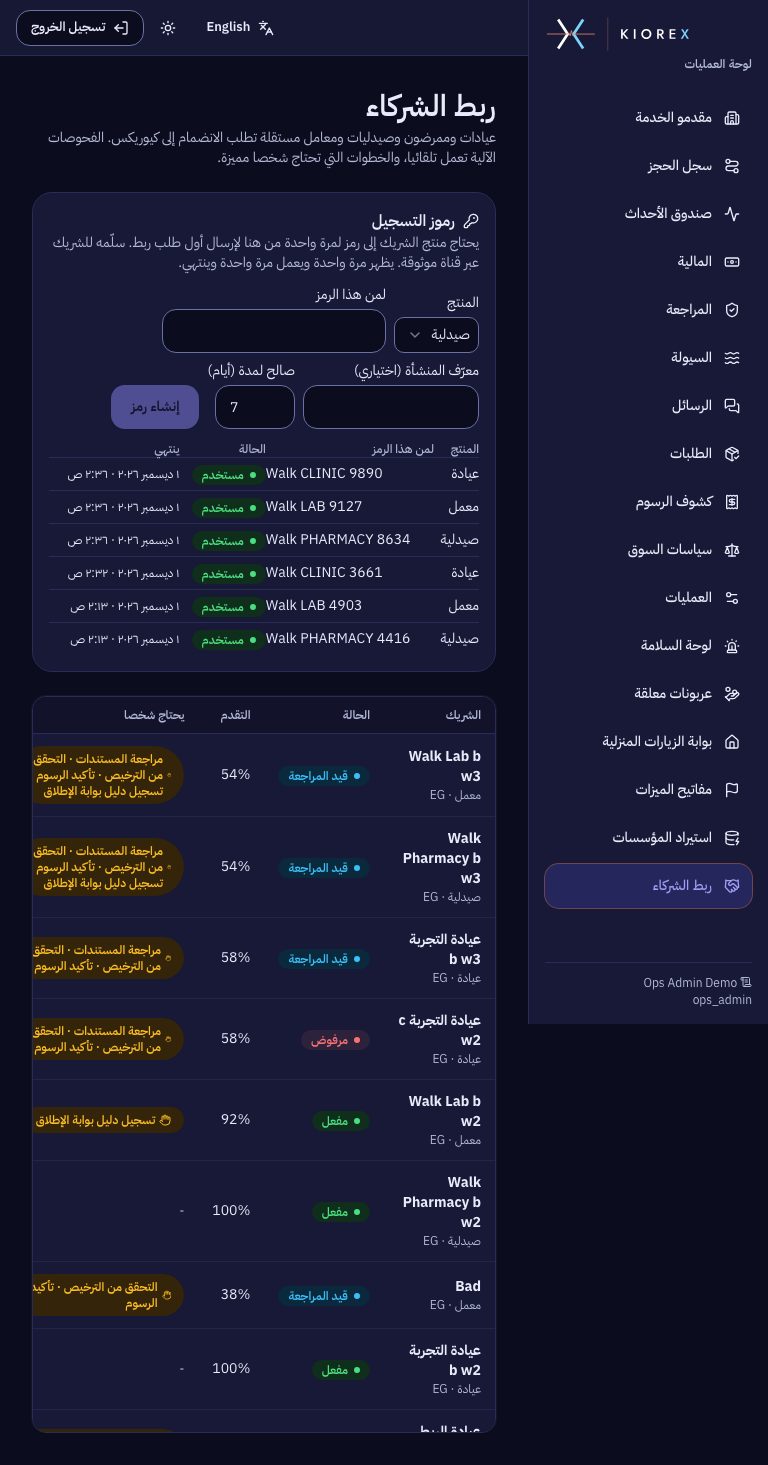 KIOREX
لوحة العمليات
مقدمو الخدمة
سجل الحجز
صندوق الأحداث
المالية
المراجعة
السيولة
الرسائل
الطلبات
كشوف الرسوم
سياسات السوق
العمليات
لوحة السلامة
عربونات معلقة
بوابة الزيارات المنزلية
مفاتيح الميزات
استيراد المؤسسات
ربط الشركاء
Ops Admin Demo
ops_admin
English
تسجيل الخروج
ربط الشركاء
عيادات وممرضون وصيدليات ومعامل مستقلة تطلب الانضمام إلى كيوريكس. الفحوصات
الآلية تعمل تلقائيا، والخطوات التي تحتاج شخصا مميزة.
رموز التسجيل
يحتاج منتج الشريك إلى رمز لمرة واحدة من هنا لإرسال أول طلب ربط. سلّمه للشريك
عبر قناة موثوقة. يظهر مرة واحدة ويعمل مرة واحدة وينتهي.
المنتج
صيدلية
لمن هذا الرمز
معرّف المنشأة (اختياري)
صالح لمدة (أيام)
7
إنشاء رمز
المنتج لمن هذا الرمز الحالة ينتهي
عيادة Walk CLINIC 9890 مستخدم ١ ديسمبر ٢٠٢٦ · ٢:٣٦ ص
معمل Walk LAB 9127 مستخدم ١ ديسمبر ٢٠٢٦ · ٢:٣٦ ص
صيدلية Walk PHARMACY 8634 مستخدم ١ ديسمبر ٢٠٢٦ · ٢:٣٦ ص
عيادة Walk CLINIC 3661 مستخدم ١ ديسمبر ٢٠٢٦ · ٢:٣٢ ص
معمل Walk LAB 4903 مستخدم ١ ديسمبر ٢٠٢٦ · ٢:١٣ ص
صيدلية Walk PHARMACY 4416 مستخدم ١ ديسمبر ٢٠٢٦ · ٢:١٣ ص
الشريك الحالة التقدم يحتاج شخصا
Walk Lab b
w3
معمل · EG
قيد المراجعة
54%
مراجعة المستندات · التحقق
من الترخيص · تأكيد الرسوم
تسجيل دليل بوابة الإطلاق
Walk
Pharmacy b
w3
صيدلية · EG
قيد المراجعة
54%
مراجعة المستندات · التحقق
من الترخيص · تأكيد الرسوم
تسجيل دليل بوابة الإطلاق
عيادة التجربة
b w3
عيادة · EG
قيد المراجعة
58%
مراجعة المستندات · التحقق
من الترخيص · تأكيد الرسوم
عيادة التجربة c
w2
عيادة · EG
مرفوض
58%
مراجعة المستندات · التحقق
من الترخيص · تأكيد الرسوم
Walk Lab b
w2
معمل · EG
مفعل
92%
تسجيل دليل بوابة الإطلاق
Walk
Pharmacy b
w2
صيدلية · EG
مفعل
100%
-
Bad
معمل · EG
قيد المراجعة
38%
التحقق من الترخيص · تأكيد
الرسوم
عيادة التجربة
b w2
عيادة · EG
مفعل
100%
-
عيادة الربط